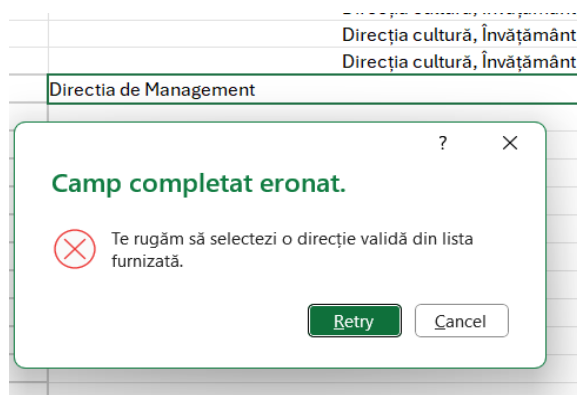 Direcția cultură, Învățământ
Direcția cultură, Învățământ
Directia de Management
?
Camp completat eronat.
Te rugăm să selectezi o direcție validă din lista
furnizată.
Retry
Cancel